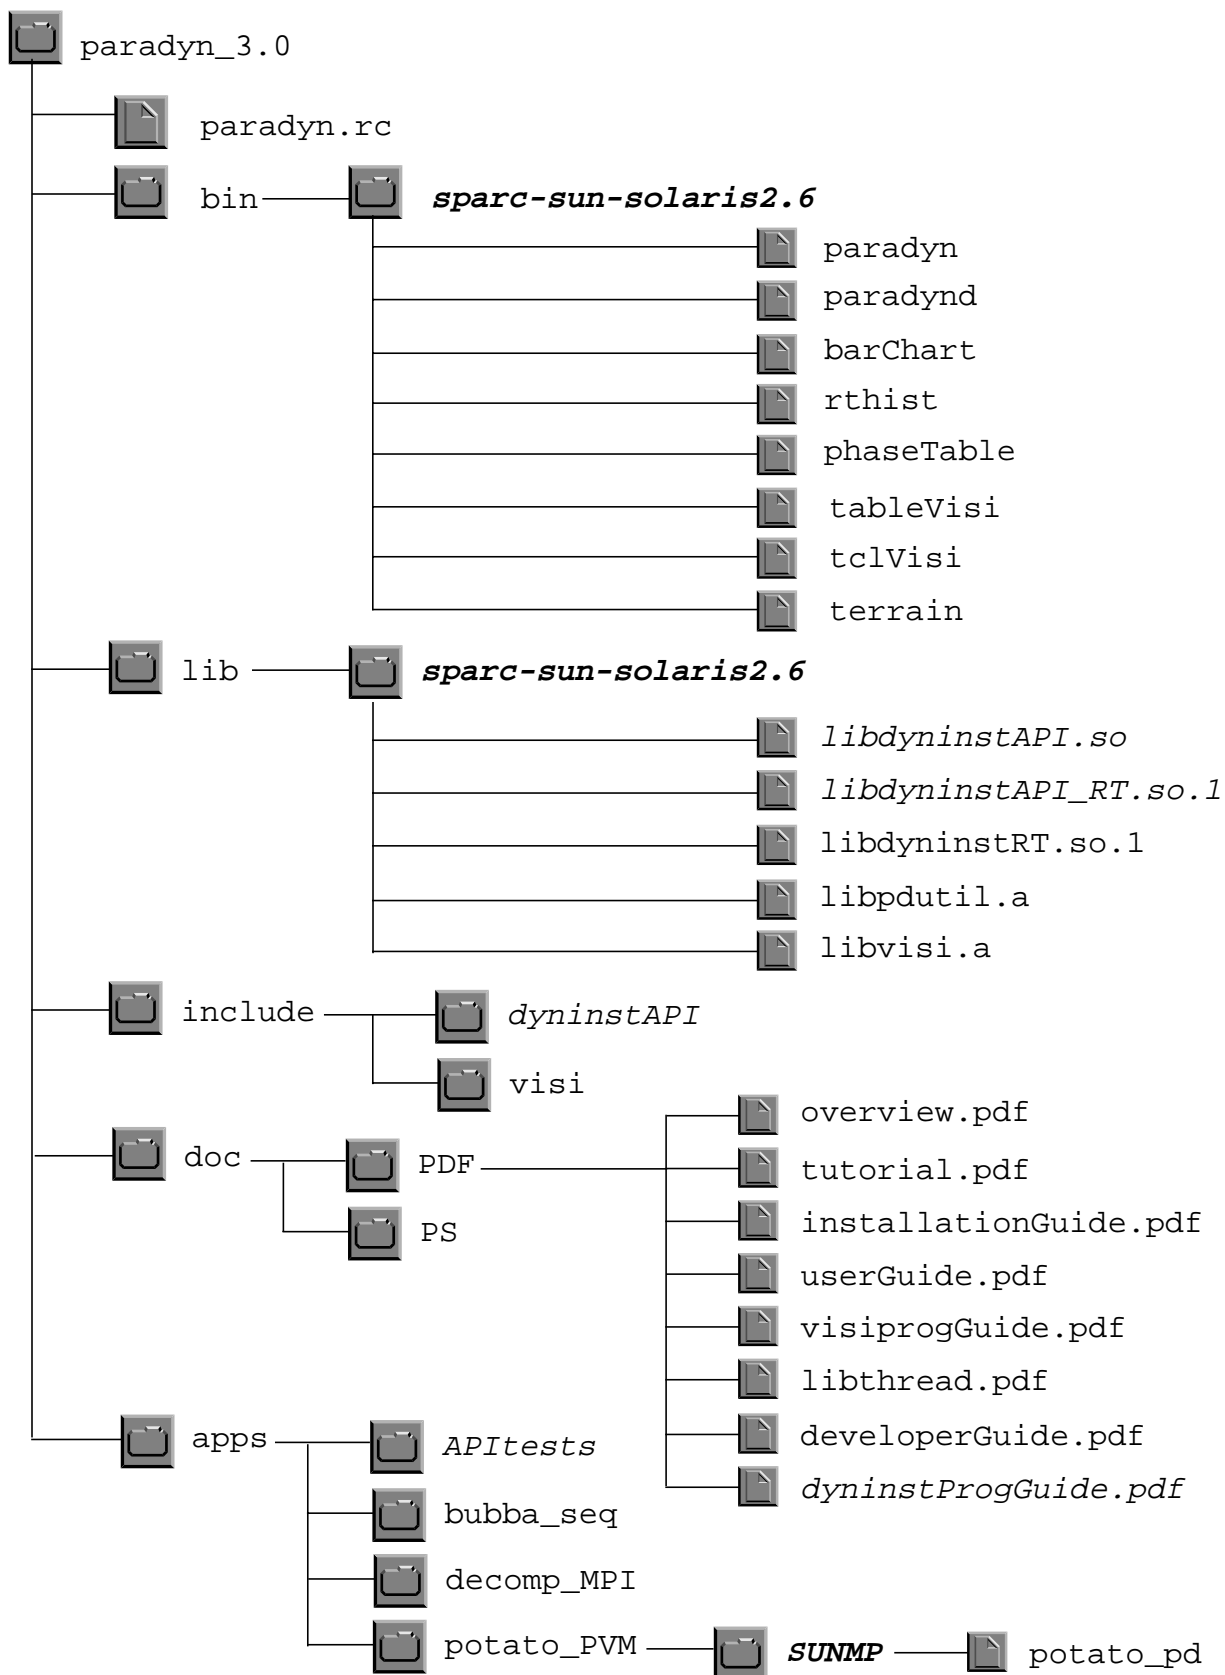 paradyn_3.0
paradyn.rc
bin
sparc-sun-solaris2.6
paradyn
paradynd
barChart
rthist
phaseTable
tableVisi
tclVisi
terrain
lib
sparc-sun-solaris2.6
libdyninstAPI.so
libdyninstAPI_RT.so.1
libdyninstRT.so.1
libpdutil.a
libvisi.a
include
dyninstAPI
visi
doc
PDF
overview.pdf
tutorial.pdf
installationGuide.pdf
userGuide.pdf
visiprogGuide.pdf
libthread.pdf
developerGuide.pdf
dyninstProgGuide.pdf
PS
apps
APItests
bubba_seq
decomp_MPI
potato_PVM
SUNMP
potato_pd